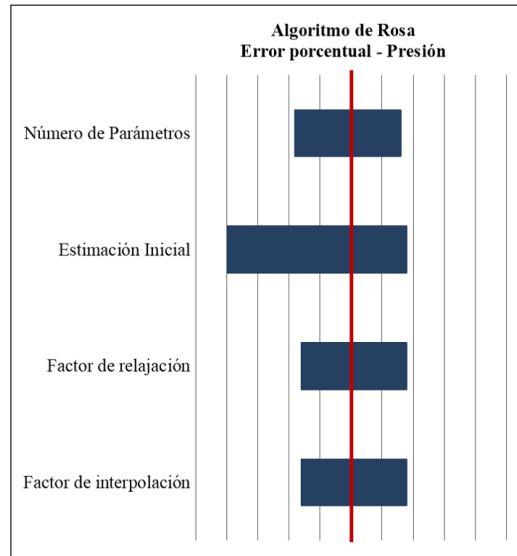 Algoritmo de Rosa
Error porcentual - Presión
Número de Parámetros
Estimación Inicial
Factor de relajación
Factor de interpolación